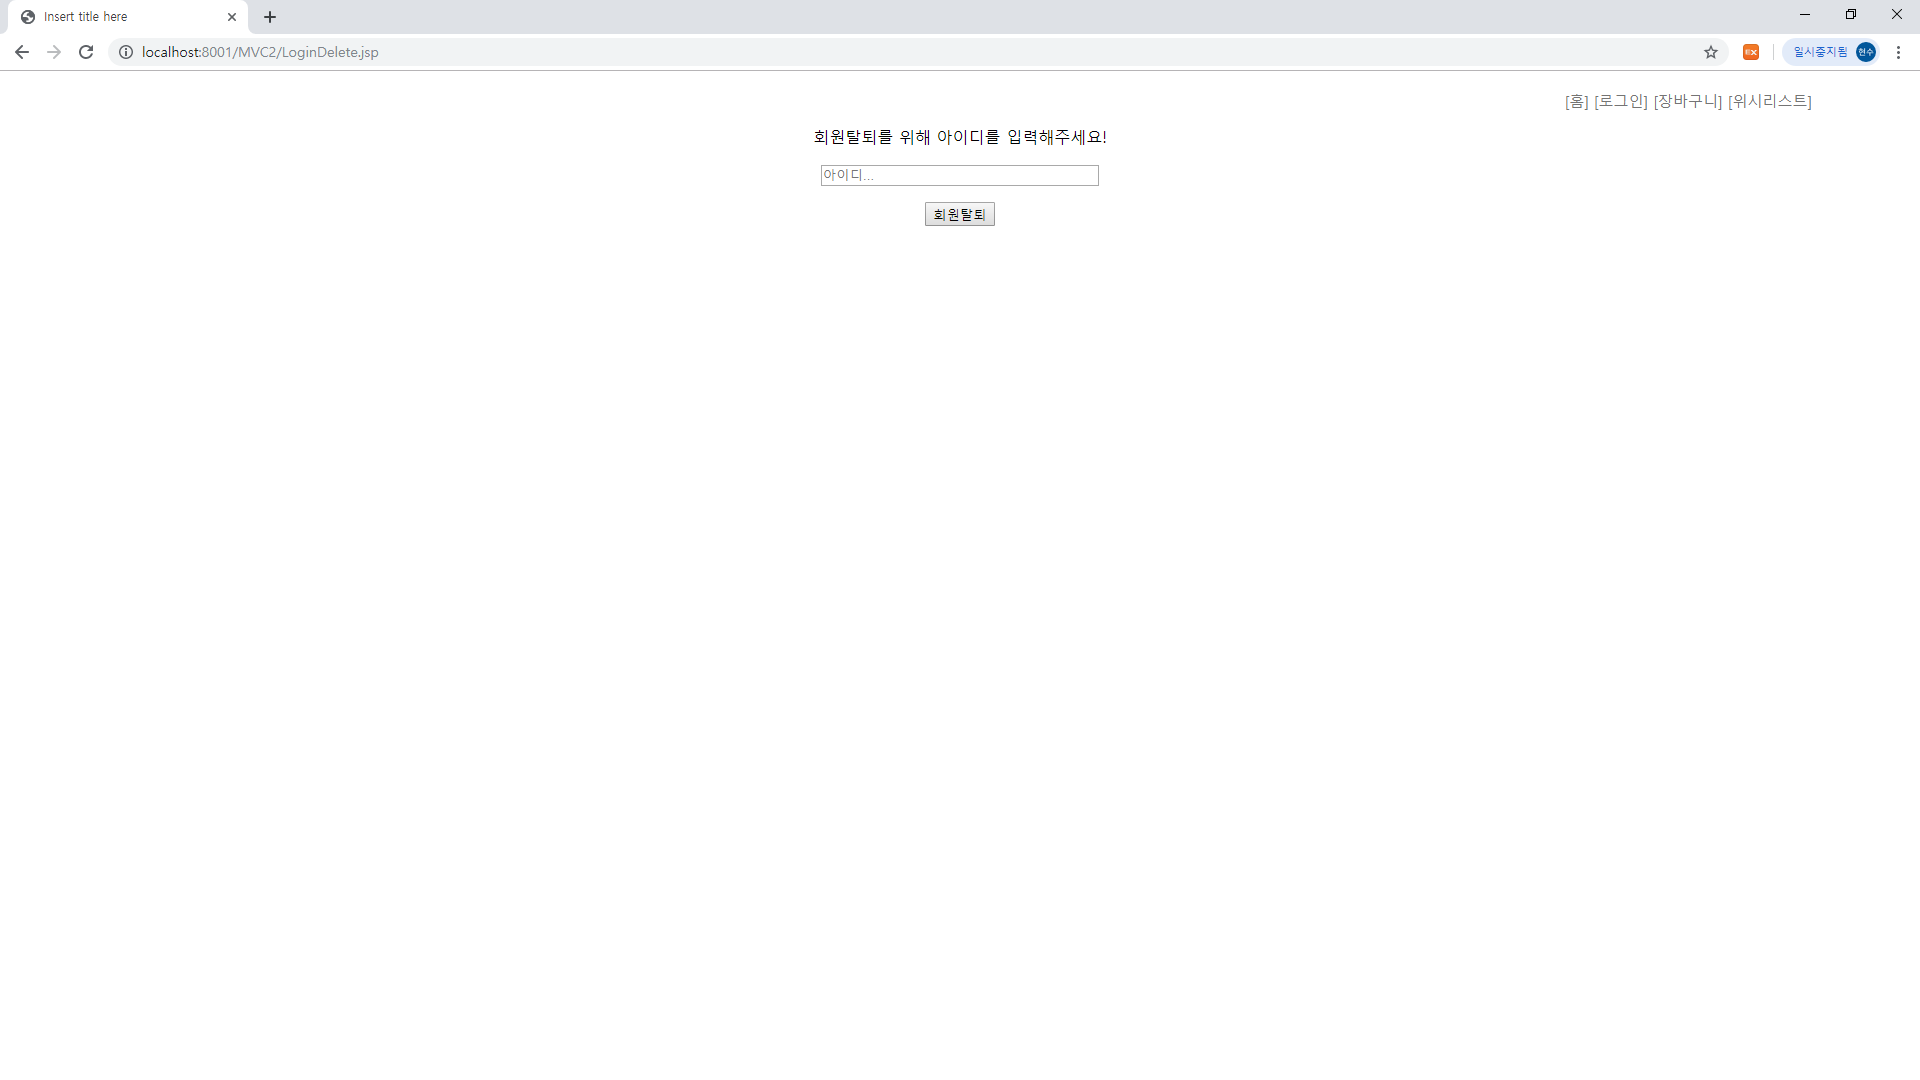 Insert title here
localhost:8001/MVC2/LoginDelete.jsp
일시중지됨 현수
[홈] [로그인] [장바구니] [위시리스트]
회원탈퇴를 위해 아이디를 입력해주세요!
아이디...
회원탈퇴